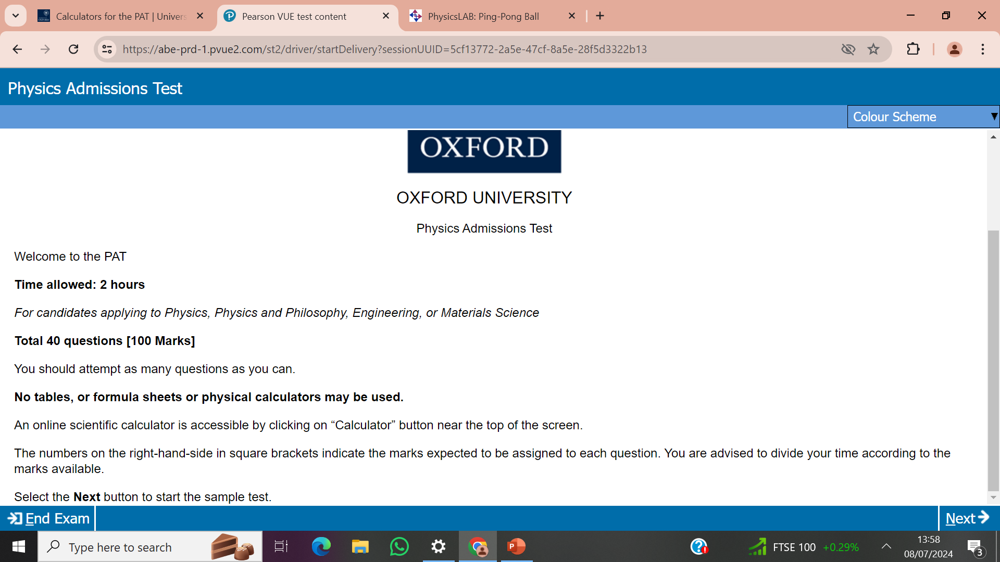 Calculators for the PAT | Univers
Pearson VUE test content
PhysicsLAB: Ping-Pong Ball
https://abe-prd-1.pvue2.com/st2/driver/startDelivery?sessionUUID=5cf13772-2a5e-47cf-8a5e-28f5d3322b13
Physics Admissions Test
Colour Scheme
OXFORD
OXFORD UNIVERSITY
Physics Admissions Test
Welcome to the PAT
Time allowed: 2 hours
For candidates applying to Physics, Physics and Philosophy, Engineering, or Materials Science
Total 40 questions [100 Marks]
You should attempt as many questions as you can.
No tables, or formula sheets or physical calculators may be used.
An online scientific calculator is accessible by clicking on “Calculator” button near the top of the screen.
The numbers on the right-hand-side in square brackets indicate the marks expected to be assigned to each question. You are advised to divide your time according to the
marks available.
Select the Next button to start the sample test.
End Exam
Next
Type here to search
FTSE 100 +0.29%
13:58
08/07/2024
3